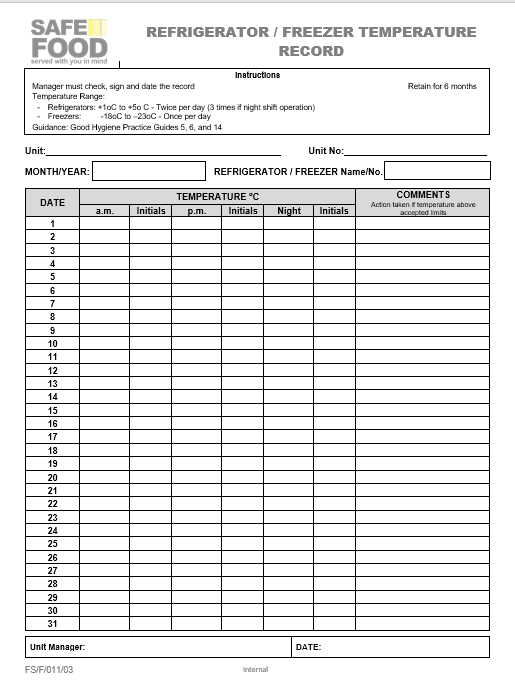 SAFE
FOOD
served with you in mind
REFRIGERATOR / FREEZER TEMPERATURE
RECORD
Instructions
Manager must check, sign and date the record Retain for 6 months
Temperature Range:
- Refrigerators: +1oC to +5o C - Twice per day (3 times if night shift operation)
- Freezers: -18oC to –23oC - Once per day
Guidance: Good Hygiene Practice Guides 5, 6, and 14
Unit: Unit No:
MONTH/YEAR: REFRIGERATOR / FREEZER Name/No.
DATE TEMPERATURE ºC COMMENTS
Action taken if temperature above
accepted limits
a.m. Initials p.m. Initials Night Initials
1
2
3
4
5
6
7
8
9
10
11
12
13
14
15
16
17
18
19
20
21
22
23
24
25
26
27
28
29
30
31
Unit Manager: DATE:
FS/F/011/03 Internal